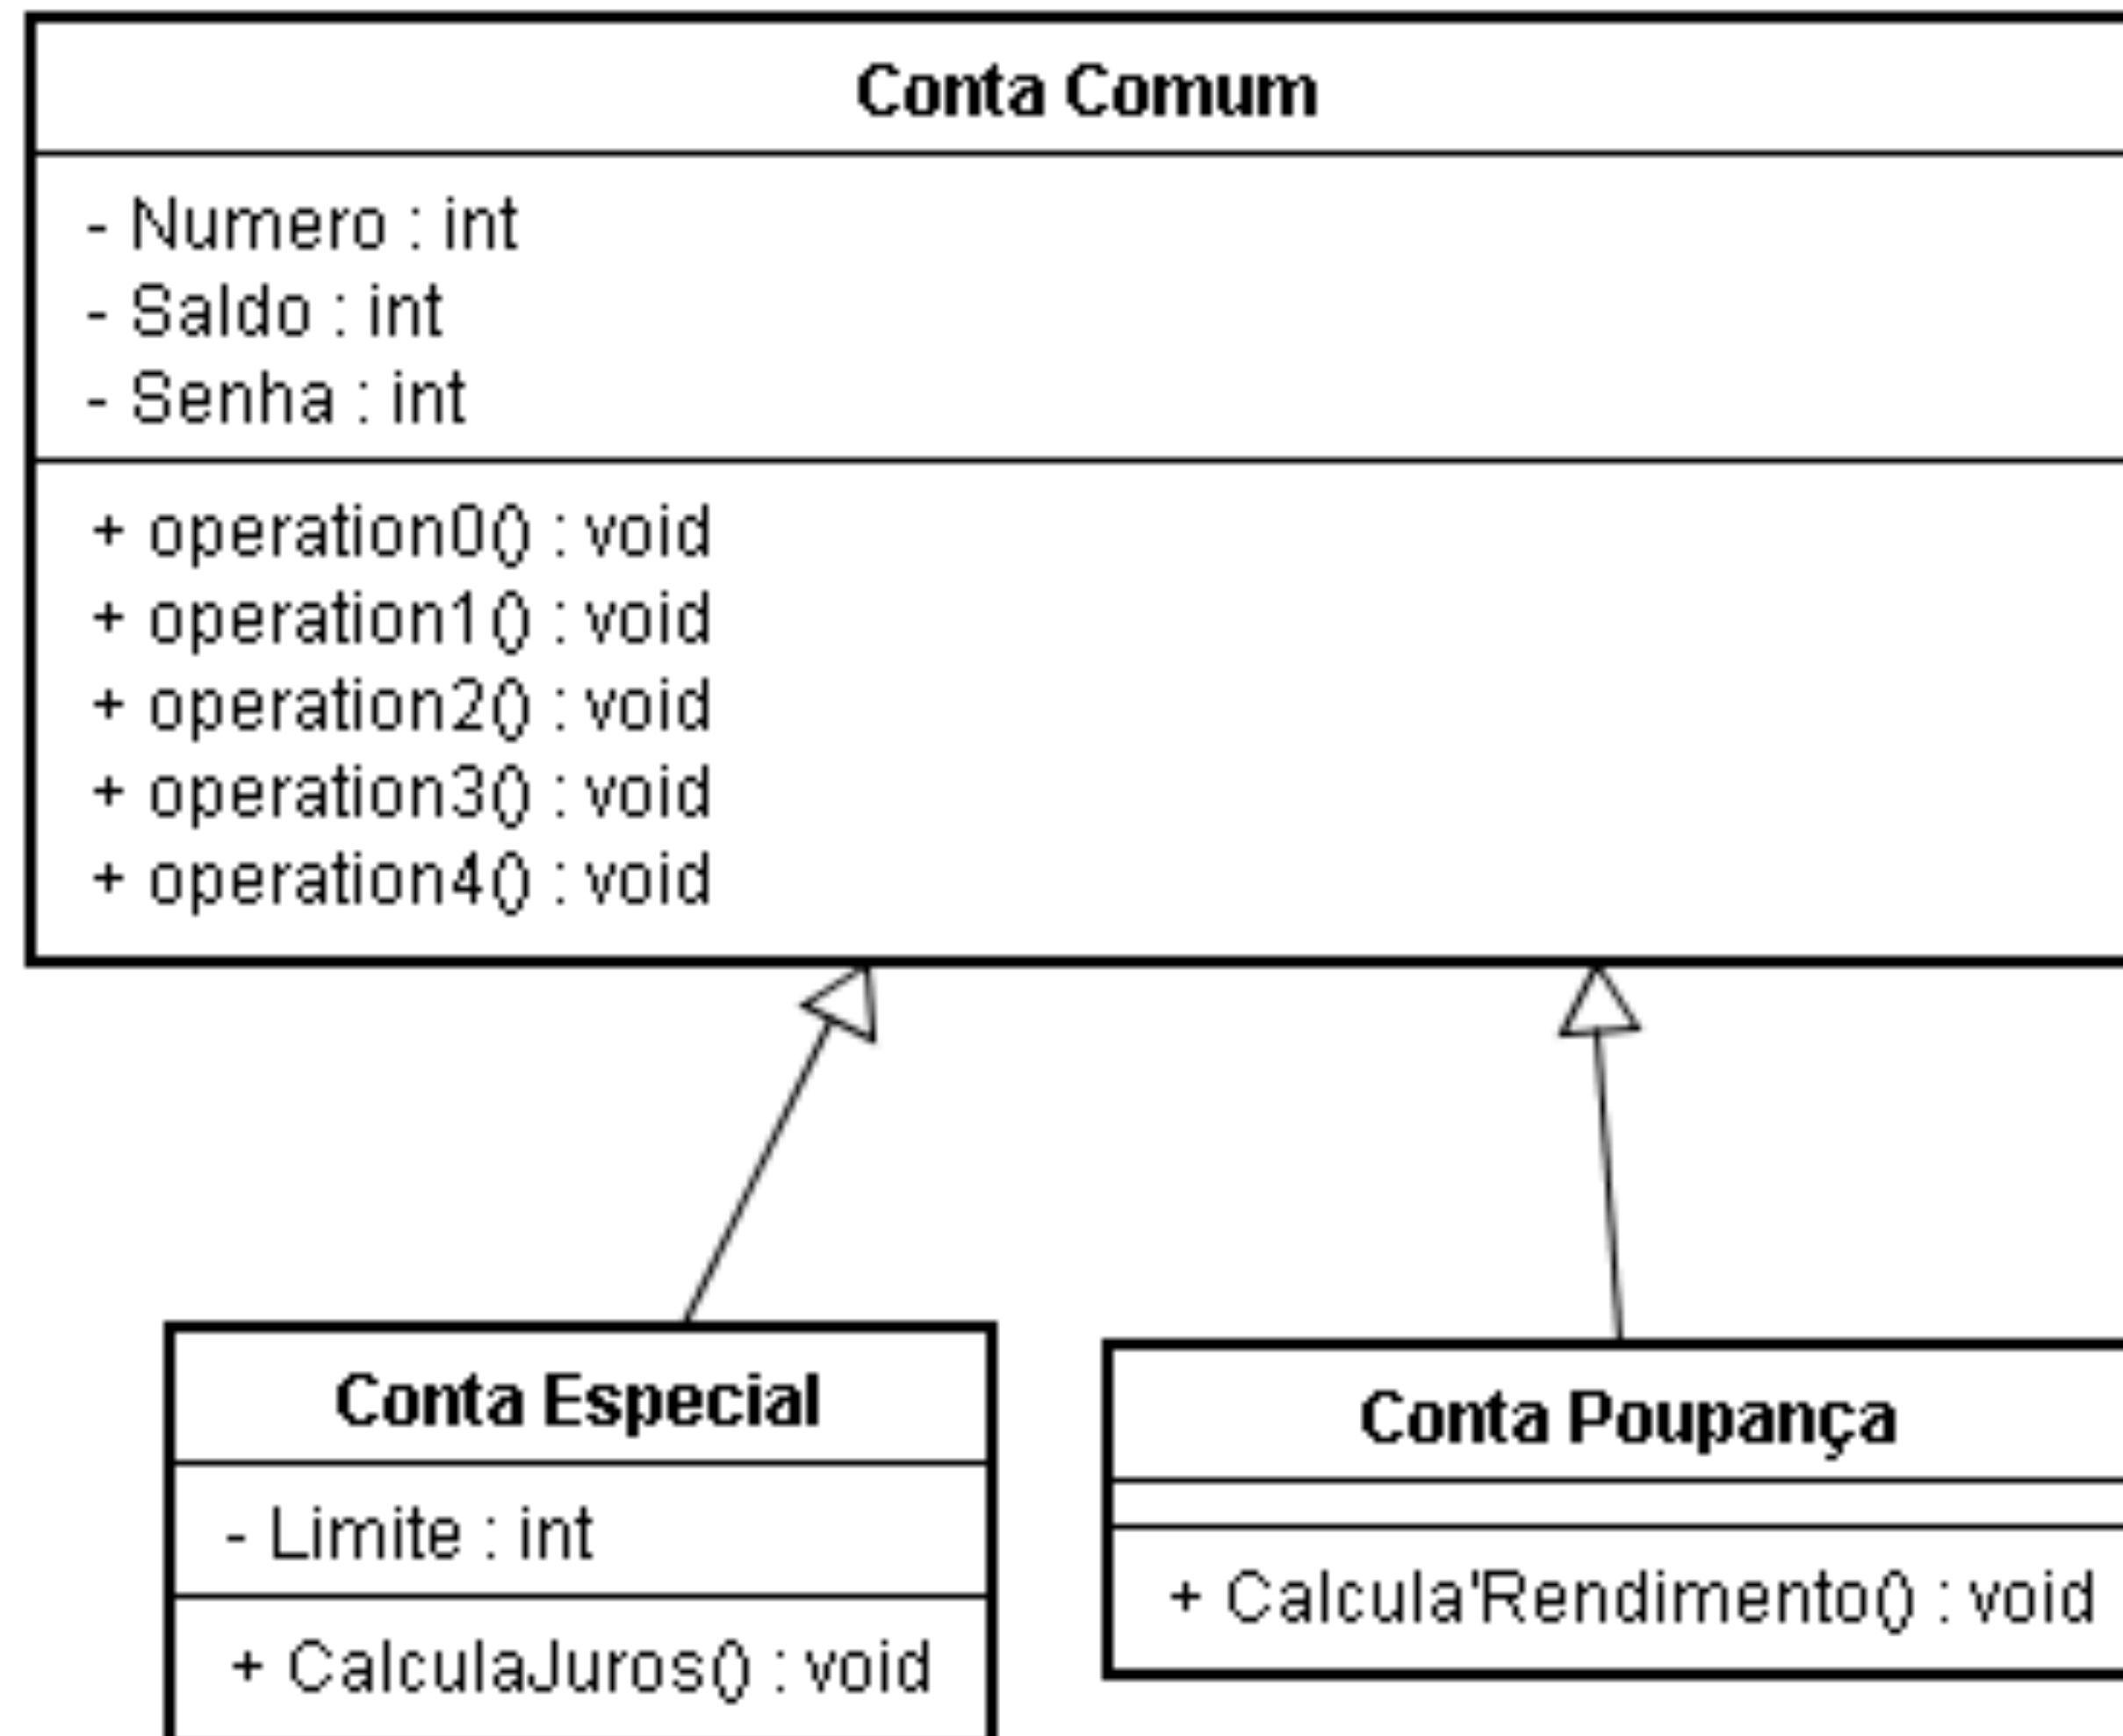 Conta Comum
- Numero : int
- Saldo : int
- Senha : int
+ operation0() : void
+ operation1() : void
+ operation2() : void
+ operation3() : void
+ operation4() : void
Conta Especial
- Limite : int
+ CalculaJuros() : void
Conta Poupança
+ Calcula'Rendimento() : void